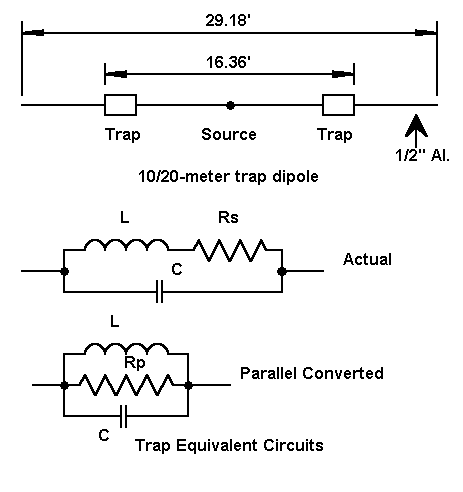 29.18'
16.36'
Trap Source Trap
1/2" Al.
10/20-meter trap dipole
L Rs
C
Actual
L
Rp
C
Parallel Converted
Trap Equivalent Circuits